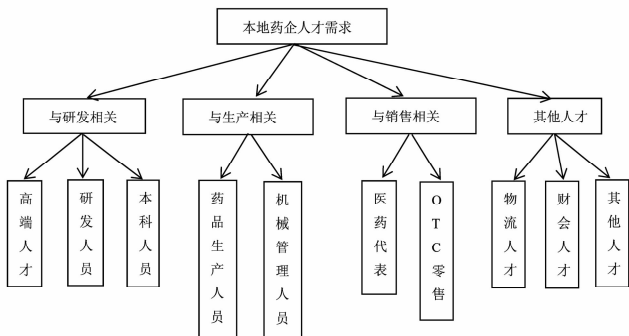 本地药企人才需求
与研发相关
与生产相关
与销售相关
其他人才
高端人才
研发人员
本科人员
药品生产人员
机械管理人员
医药代表
OTC零售
物流人才
财会人才
其他人才